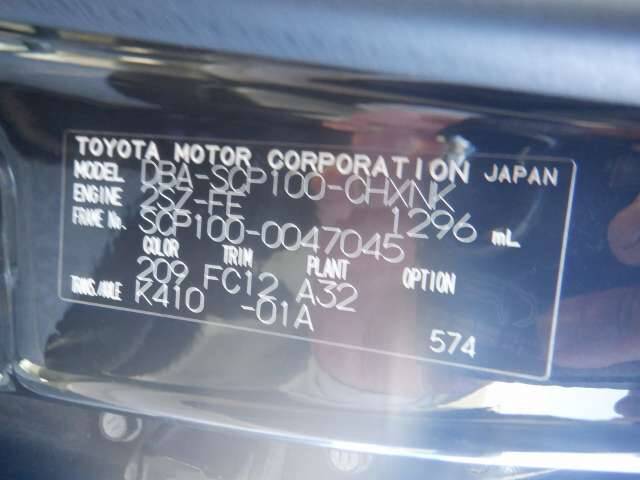 TOYOTA MOTOR CORPORATION JAPAN
MODEL DBA-SCP100-CHXNK
ENGINE 2SZ-FE 1296 mL
FRAME No. SCP100-0047045
COLOR TRIM PLANT OPTION
209 FC12 A32
TRANS./AXLE K410 -01A
574